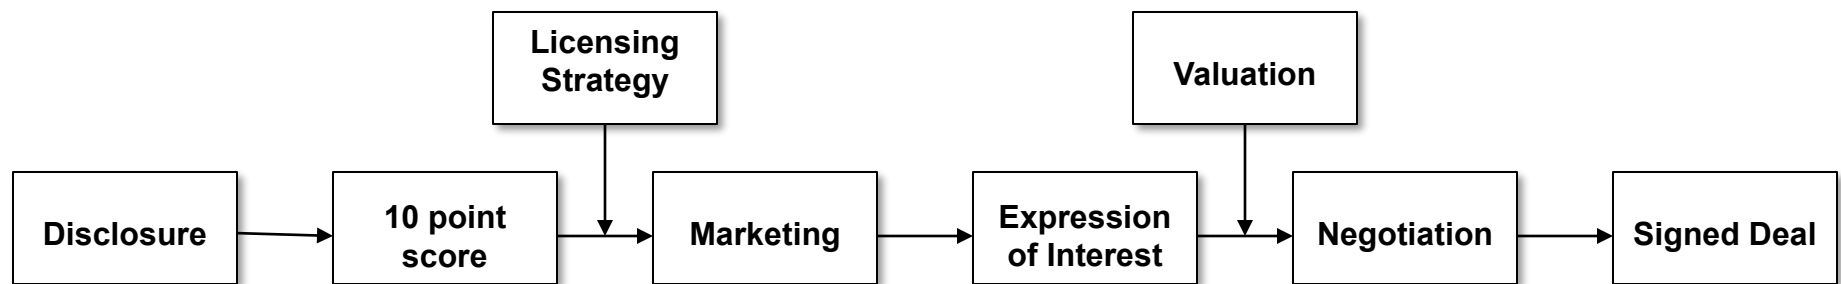 Licensing
Strategy
Valuation
Disclosure
10 point
score
Marketing
Expression
of Interest
Negotiation
Signed Deal